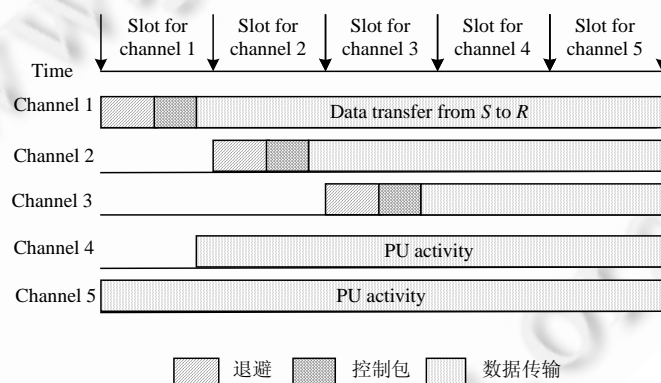 Slot for channel 1
Slot for channel 2
Slot for channel 3
Slot for channel 4
Slot for channel 5
Time
Channel 1
Data transfer from S to R
Channel 2
Channel 3
Channel 4
PU activity
Channel 5
PU activity
退避
控制包
数据传输